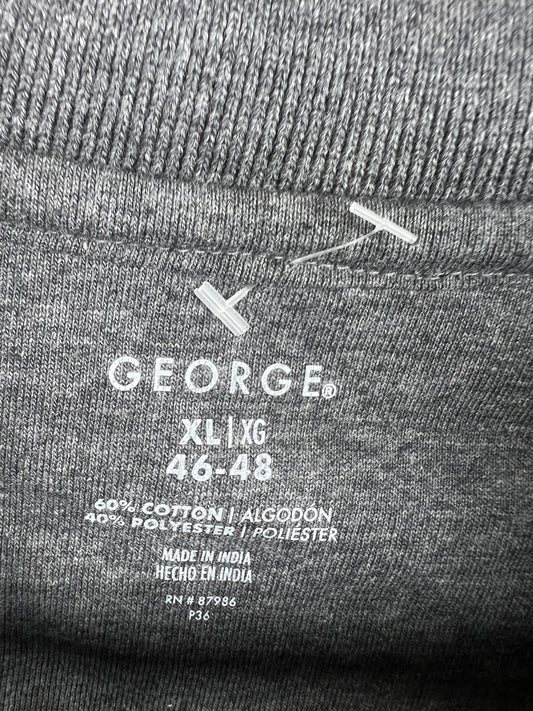 GEORGE®
XL | XG
46-48
60% COTTON | ALGODON
40% POLYESTER | POLIÉSTER
MADE IN INDIA
HECHO EN INDIA
RN # 87986
P36